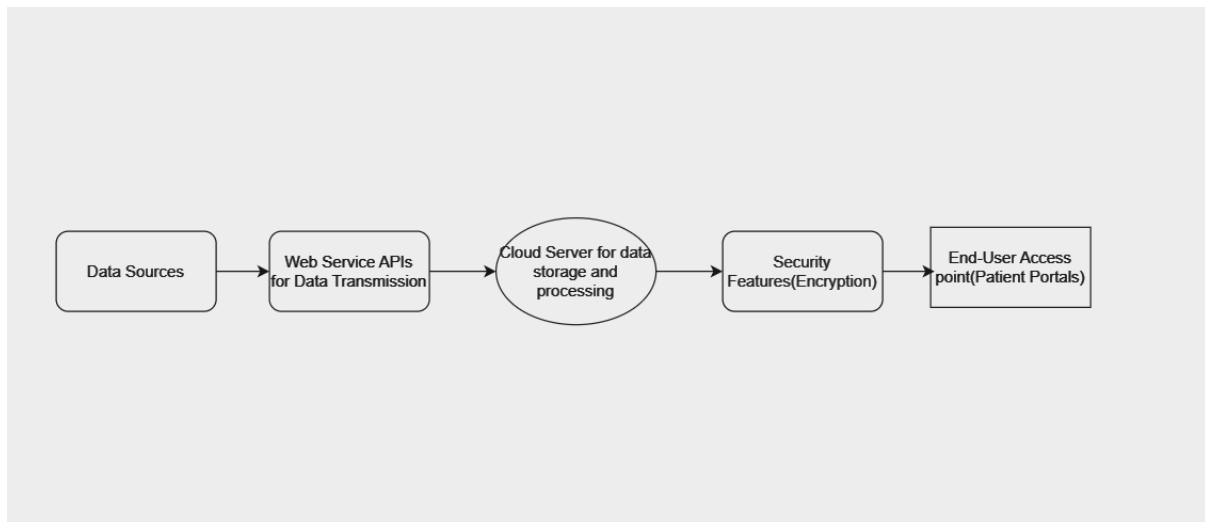 Data Sources
Web Service APIs
for Data Transmission
Cloud Server for data
storage and
processing
Security
Features(Encryption)
End-User Access
point(Patient Portals)